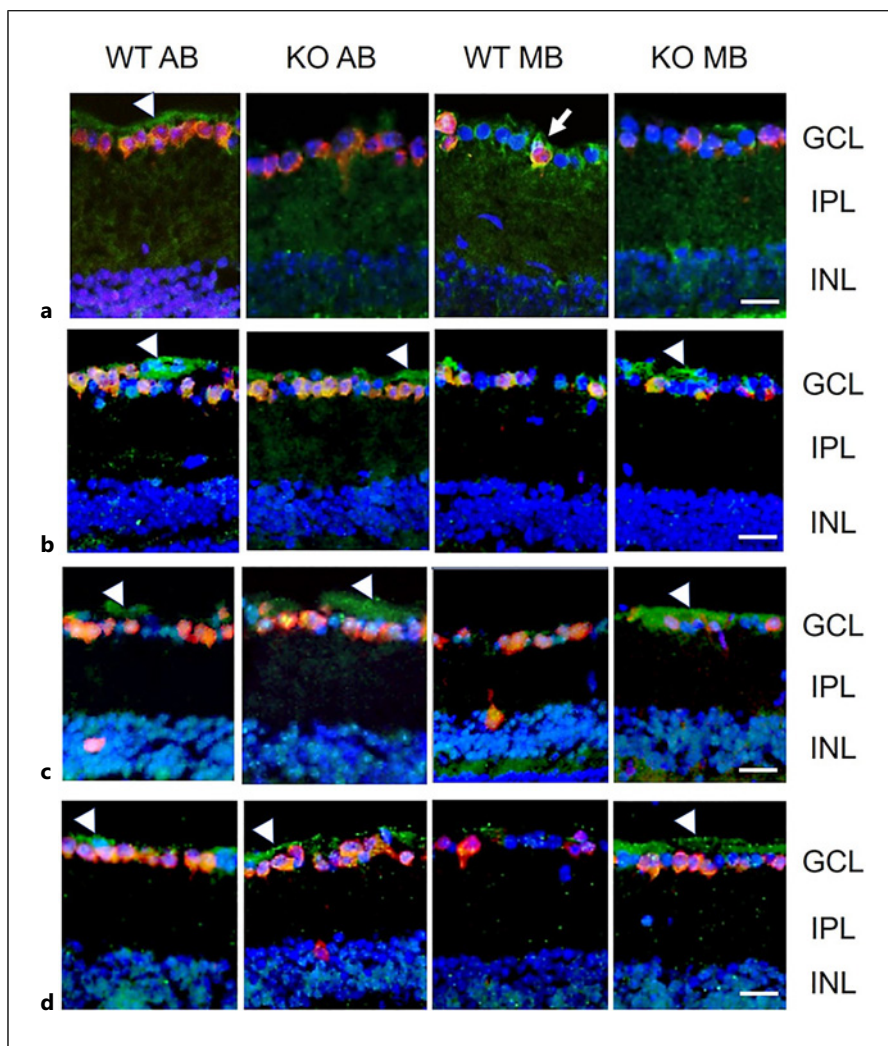 WT AB KO AB WT MB KO MB
GCL
IPL
INL
a
GCL
IPL
INL
b
GCL
IPL
INL
c
GCL
IPL
INL
d